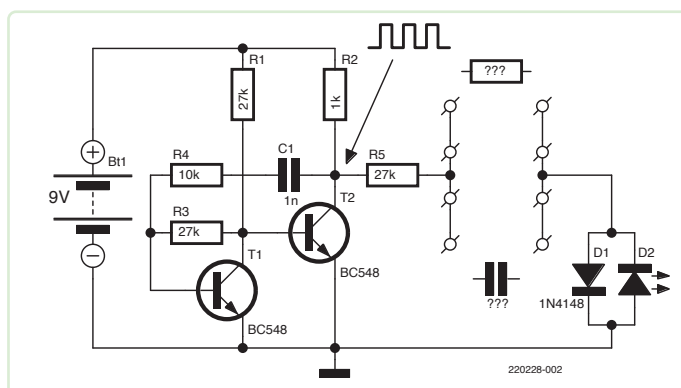 R1
27k
R2
1k
???
Bt1
9V
R4
10k
C1
1n
R5
27k
R3
27k
T2
BC548
T1
BC548
???
D1
D2
1N4148
220228-002